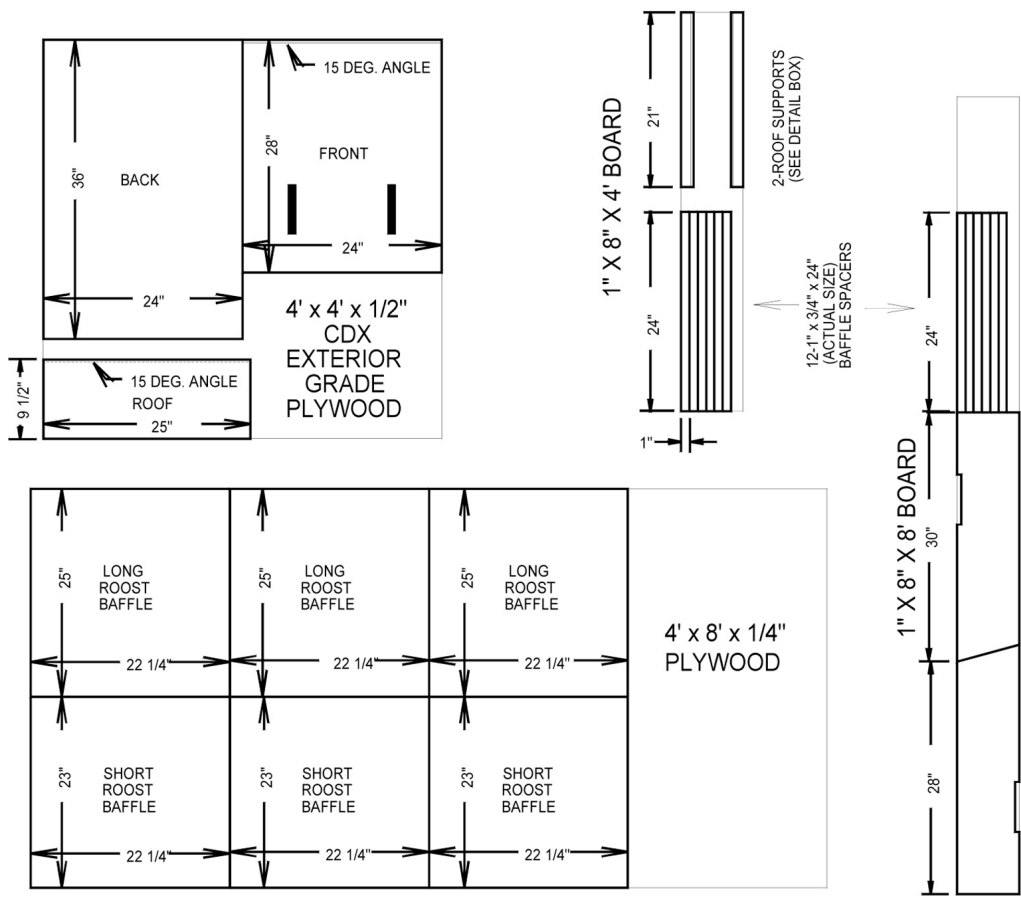 15 DEG. ANGLE
36"
BACK
28"
FRONT
24"
24"
4' x 4' x 1/2"
CDX
EXTERIOR
GRADE
PLYWOOD
9 1/2"
15 DEG. ANGLE
ROOF
25"
1" X 8" X 4' BOARD
21"
2-ROOF SUPPORTS
(SEE DETAIL BOX)
24"
1"
12-1" x 3/4" x 24"
(ACTUAL SIZE)
BAFFLE SPACERS
24"
1" X 8" X 8' BOARD
30"
28"
25"
LONG
ROOST
BAFFLE
22 1/4"
25"
LONG
ROOST
BAFFLE
22 1/4"
25"
LONG
ROOST
BAFFLE
22 1/4"
4' x 8' x 1/4"
PLYWOOD
23"
SHORT
ROOST
BAFFLE
22 1/4"
23"
SHORT
ROOST
BAFFLE
22 1/4"
23"
SHORT
ROOST
BAFFLE
22 1/4"